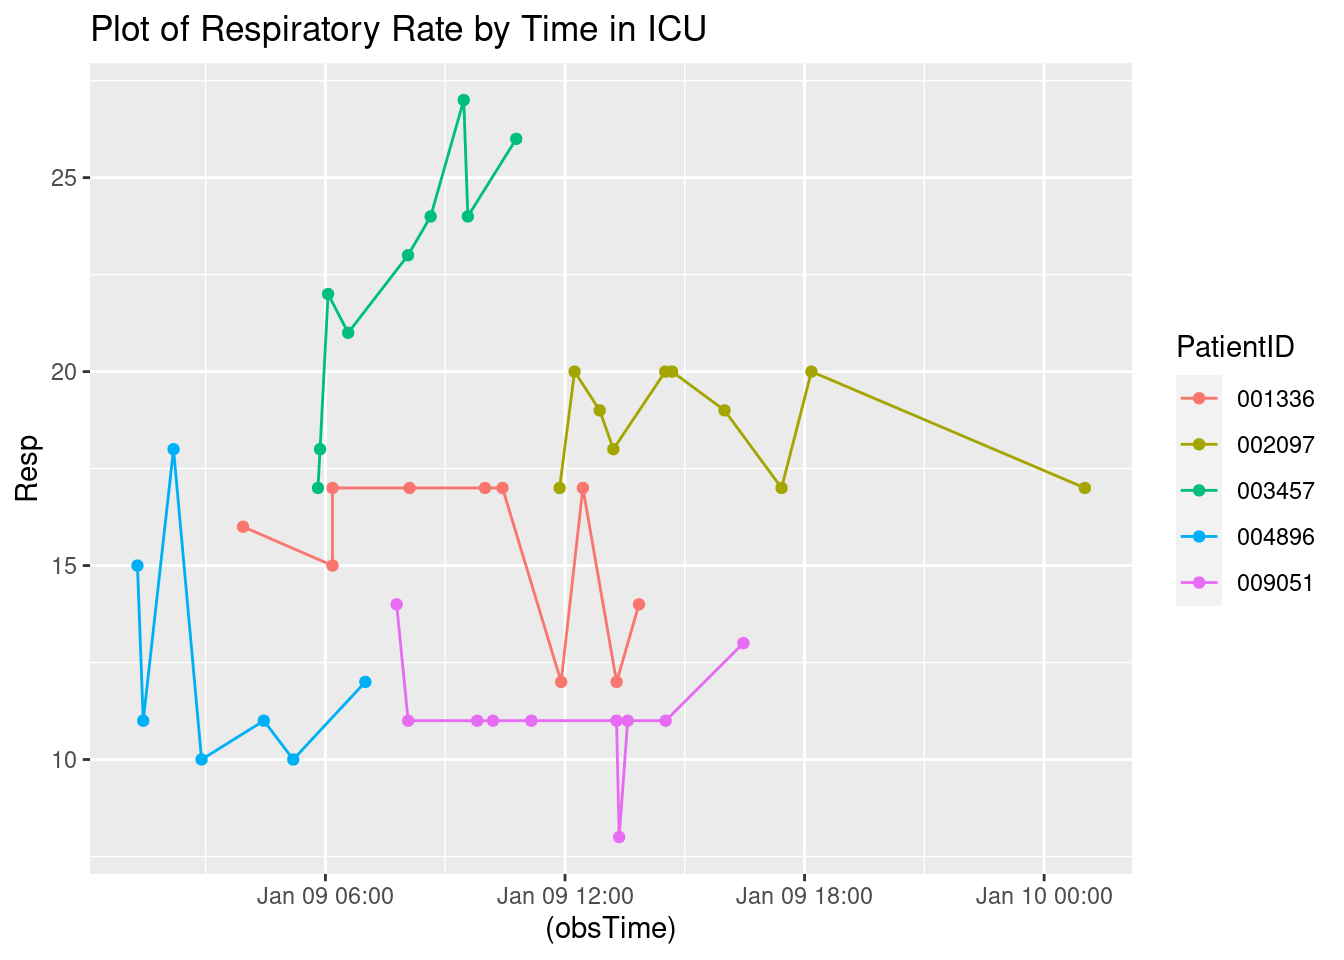 Plot of Respiratory Rate by Time in ICU
Resp
25
20
15
10
Jan 09 06:00 Jan 09 12:00 Jan 09 18:00 Jan 10 00:00
(obsTime)
PatientID
001336
002097
003457
004896
009051